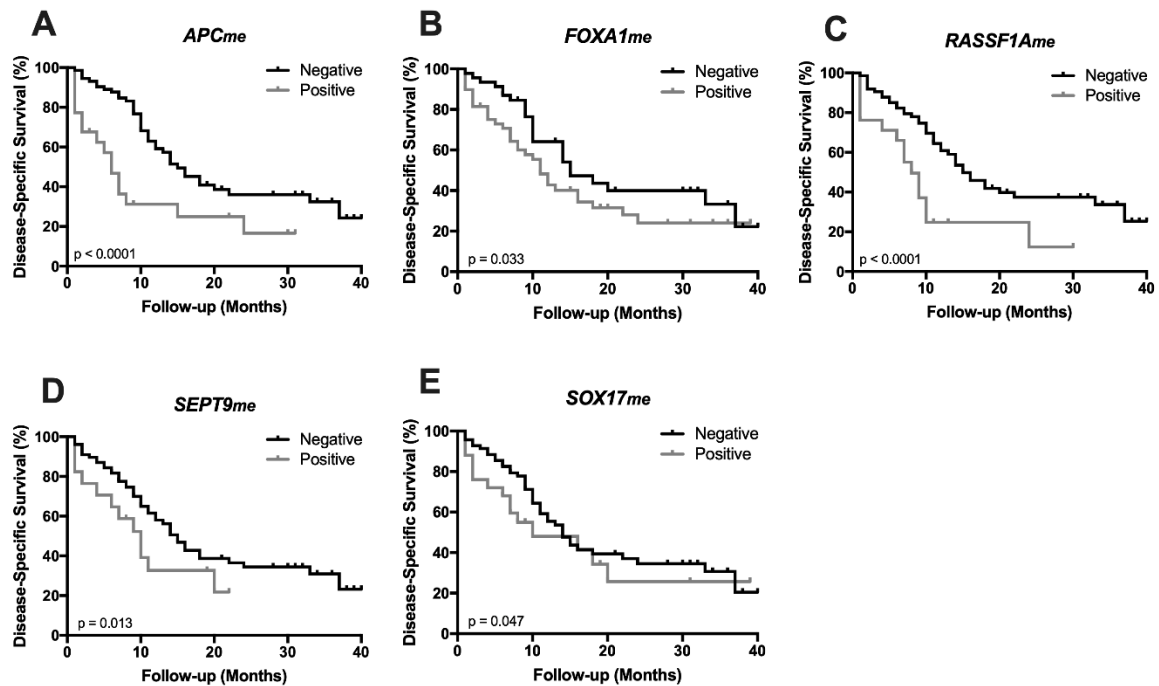 A
APCme
Negative
Positive
Disease-Specific Survival (%)
100
80
60
40
20
0
p < 0.0001
0 10 20 30 40
Follow-up (Months)
B
FOXA1me
Negative
Positive
Disease-Specific Survival (%)
100
80
60
40
20
0
p = 0.033
0 10 20 30 40
Follow-up (Months)
C
RASSF1Ame
Negative
Positive
Disease-Specific Survival (%)
100
80
60
40
20
0
p < 0.0001
0 10 20 30 40
Follow-up (Months)
D
SEPT9me
Negative
Positive
Disease-Specific Survival (%)
100
80
60
40
20
0
p = 0.013
0 10 20 30 40
Follow-up (Months)
E
SOX17me
Negative
Positive
Disease-Specific Survival (%)
100
80
60
40
20
0
p = 0.047
0 10 20 30 40
Follow-up (Months)